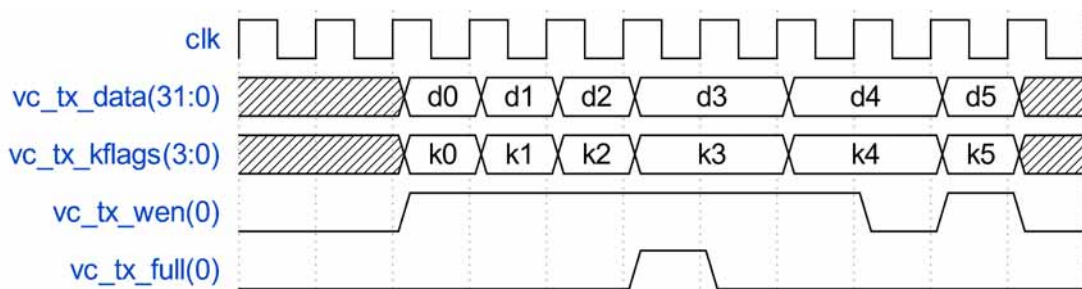 clk
vc_tx_data(31:0) d0 d1 d2 d3 d4 d5
vc_tx_kflags(3:0) k0 k1 k2 k3 k4 k5
vc_tx_wen(0)
vc_tx_full(0)